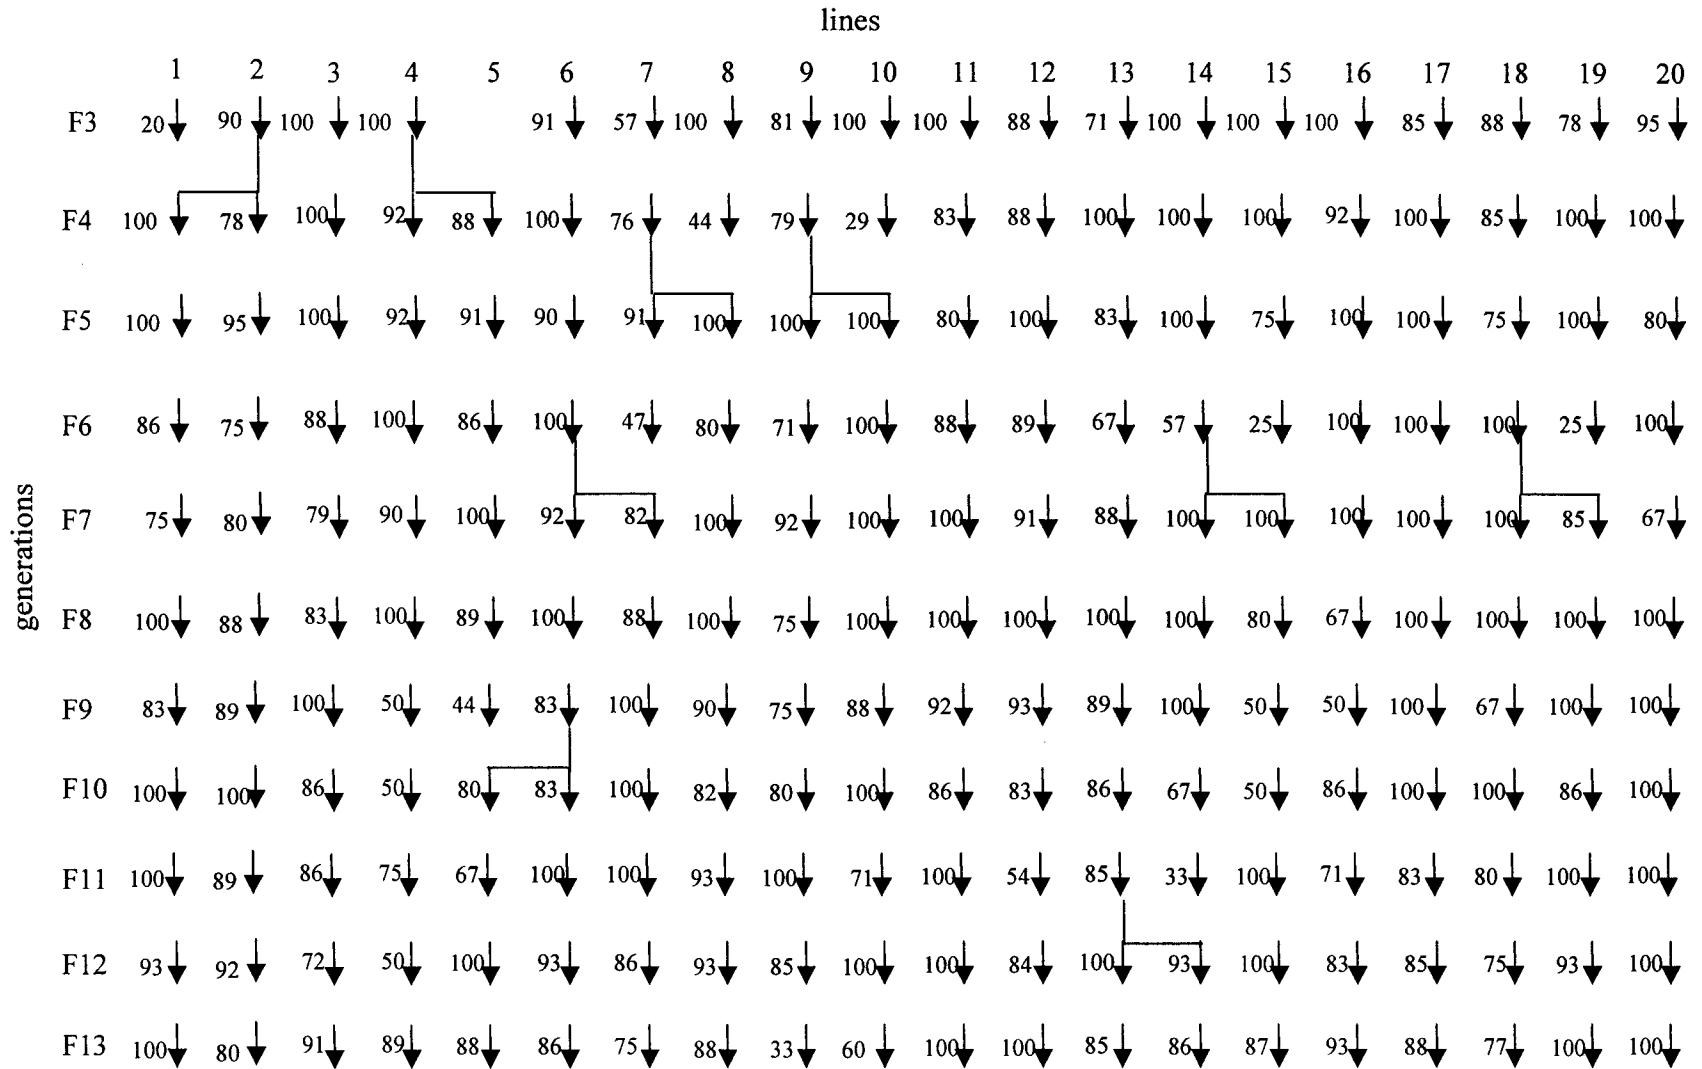 lines
1 2 3 4 5 6 7 8 9 10 11 12 13 14 15 16 17 18 19 20
F3 20 90 100 100 91 57 100 81 100 100 88 71 100 100 100 85 88 78 95
F4 100 78 100 92 88 100 76 44 79 29 83 88 100 100 100 92 100 85 100 100
F5 100 95 100 92 91 90 91 100 100 100 80 100 83 100 75 100 100 75 100 80
F6 86 75 88 100 86 100 47 80 71 100 88 89 67 57 25 100 100 100 25 100
generations
F7 75 80 79 90 100 92 82 100 92 100 100 91 88 100 100 100 100 100 85 67
F8 100 88 83 100 89 100 88 100 75 100 100 100 100 100 80 67 100 100 100 100
F9 83 89 100 50 44 83 100 90 75 88 92 93 89 100 50 50 100 67 100 100
F10 100 100 86 50 80 83 100 82 80 100 86 83 86 67 50 86 100 100 86 100
F11 100 89 86 75 67 100 100 93 100 71 100 54 85 33 100 71 83 80 100 100
F12 93 92 72 50 100 93 86 93 85 100 100 84 100 93 100 83 85 75 93 100
F13 100 80 91 89 88 86 75 88 33 60 100 100 85 86 87 93 88 77 100 100